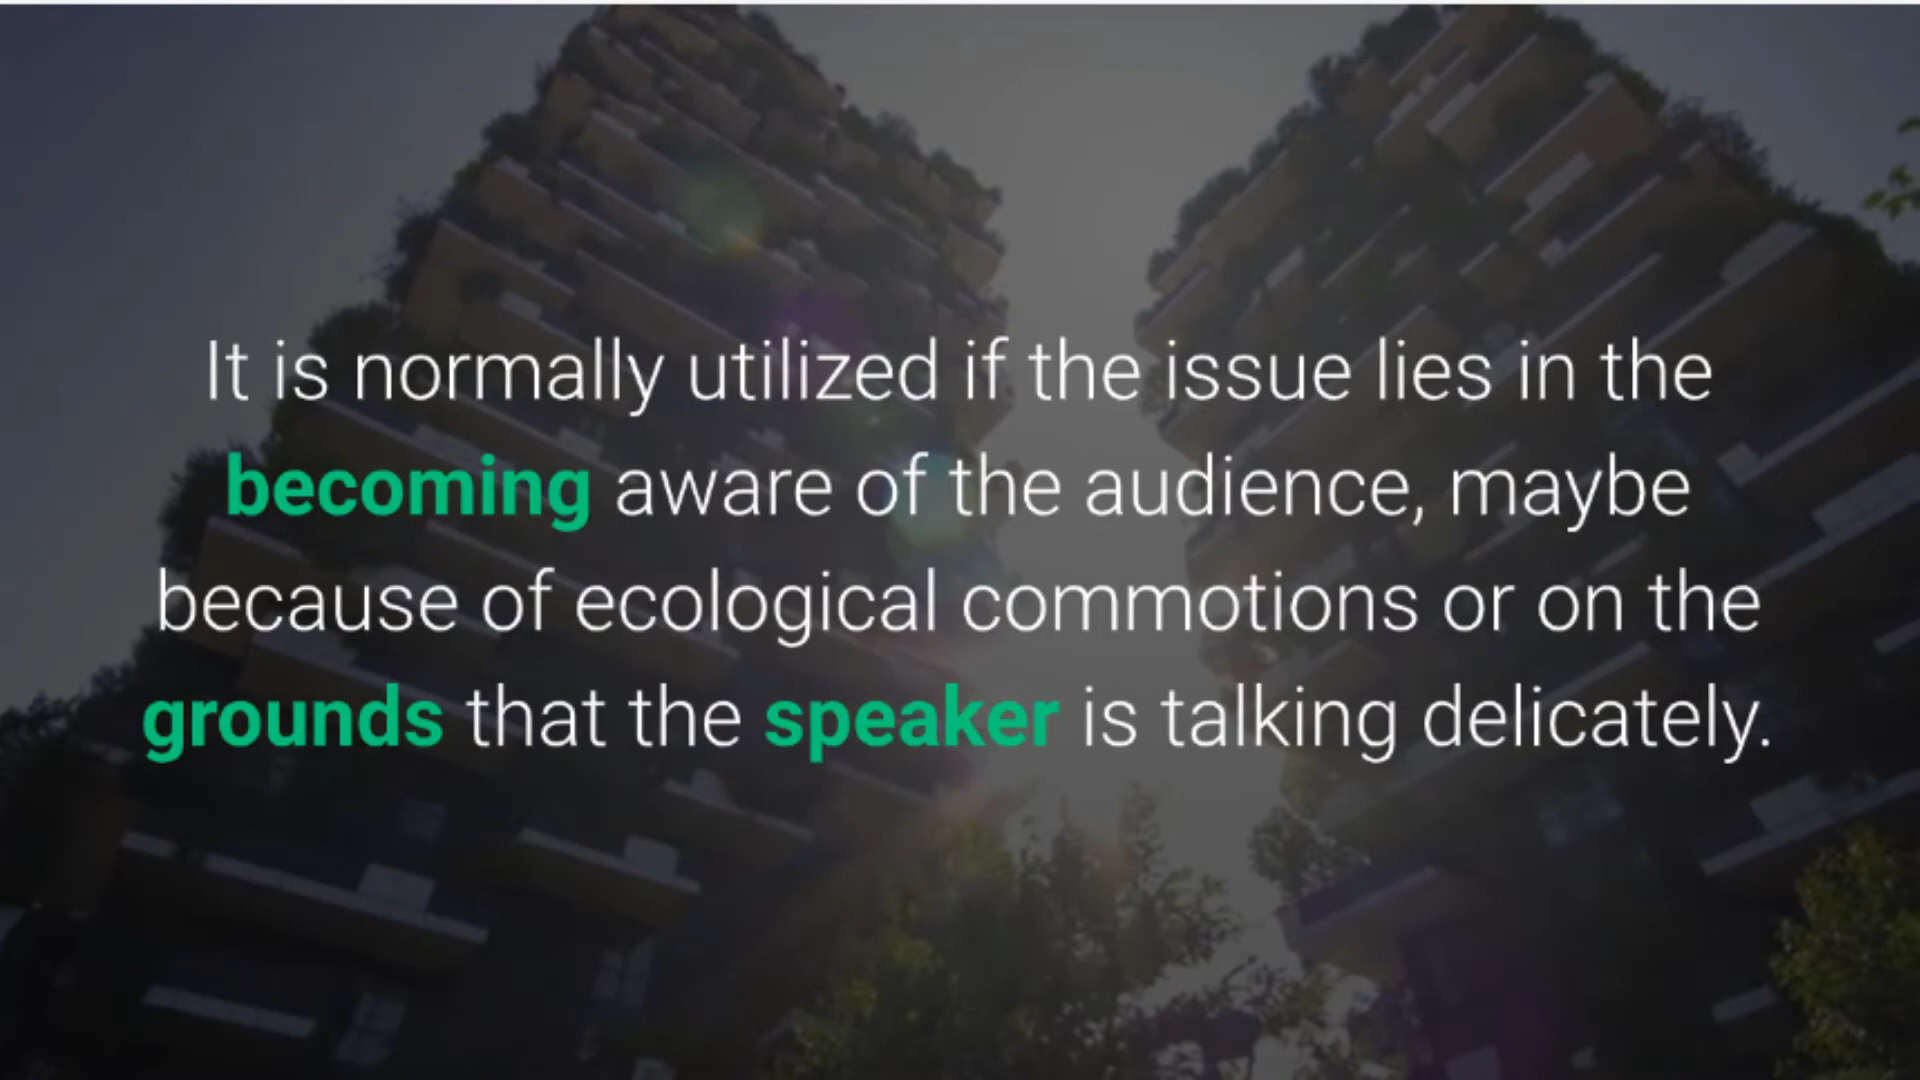 It is normally utilized if the issue lies in the
becoming aware of the audience, maybe
because of ecological commotions or on the
grounds that the speaker is talking delicately.